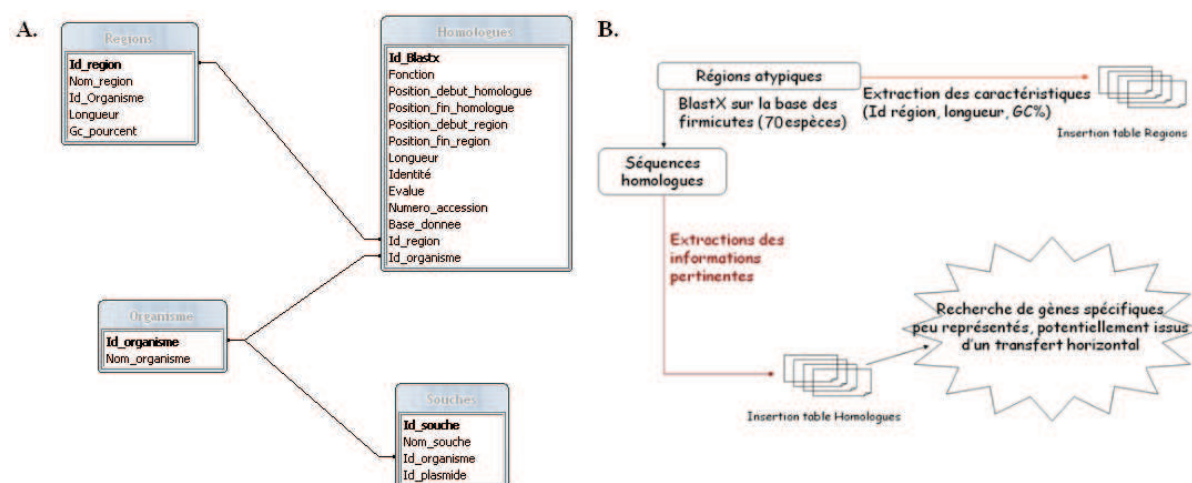 A.
Regions
Id_region
Nom_region
Id_Organisme
Longueur
Gc_pourcent
Homologues
Id_Blastx
Fonction
Position_debut_homologue
Position_fin_homologue
Position_debut_region
Position_fin_region
Longueur
Identité
Evalue
Numero_accession
Base_donnee
Id_region
Id_organisme
Organisme
Id_organisme
Nom_organisme
Souches
Id_souche
Nom_souche
Id_organisme
Id_plasmide
B.
Régions atypiques
BlastX sur la base des
firmicutes (70 espèces)
Extraction des caractéristiques
(Id région, longueur, GC%)
Insertion table Regions
Séquences
homologues
Extractions des
informations
pertinentes
Insertion table Homologues
Recherche de gènes spécifiques
peu représentés, potentiellement issus
d'un transfert horizontal